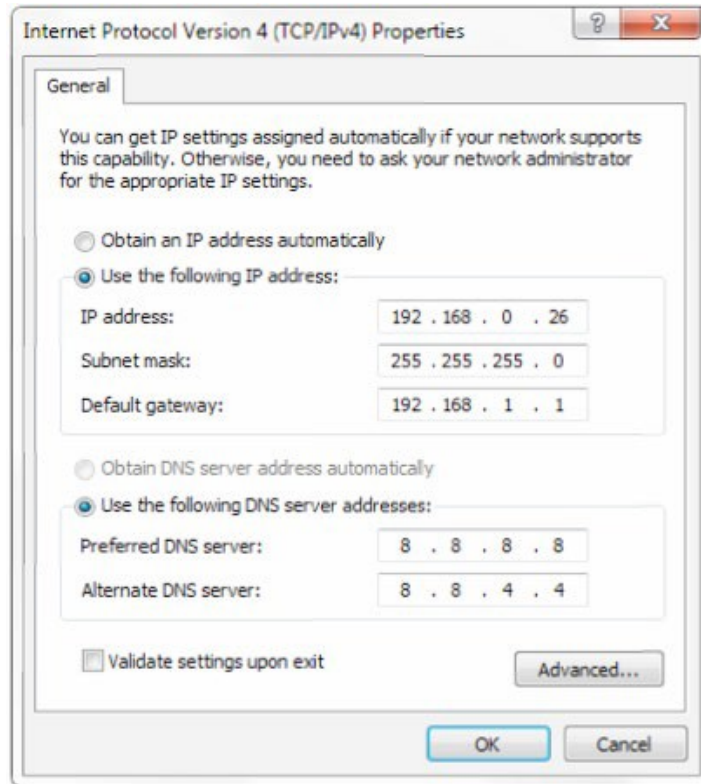 Internet Protocol Version 4 (TCP/IPv4) Properties
General
You can get IP settings assigned automatically if your network supports
this capability. Otherwise, you need to ask your network administrator
for the appropriate IP settings.
Obtain an IP address automatically
Use the following IP address:
IP address: 192 . 168 . 0 . 26
Subnet mask: 255 . 255 . 255 . 0
Default gateway: 192 . 168 . 1 . 1
Obtain DNS server address automatically
Use the following DNS server addresses:
Preferred DNS server: 8 . 8 . 8 . 8
Alternate DNS server: 8 . 8 . 4 . 4
Validate settings upon exit
Advanced...
OK Cancel